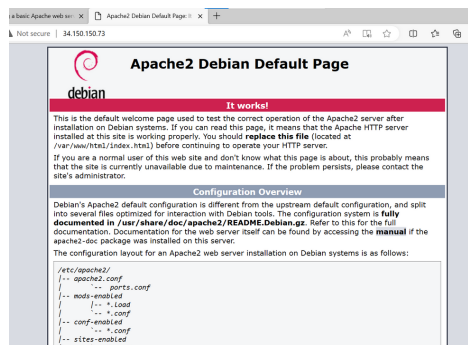 a basic Apache web ser
Apache2 Debian Default Page: It
Not secure
34.150.150.73
debian
Apache2 Debian Default Page
It works!
This is the default welcome page used to test the correct operation of the Apache2 server after
installation on Debian systems. If you can read this page, it means that the Apache HTTP server
installed at this site is working properly. You should replace this file (located at
/var/www/html/index.html) before continuing to operate your HTTP server.
If you are a normal user of this web site and don't know what this page is about, this probably means
that the site is currently unavailable due to maintenance. If the problem persists, please contact the
site's administrator.
Configuration Overview
Debian's Apache2 default configuration is different from the upstream default configuration, and split
into several files optimized for interaction with Debian tools. The configuration system is fully
documented in /usr/share/doc/apache2/README.Debian.gz. Refer to this for the full
documentation. Documentation for the web server itself can be found by accessing the manual if the
apache2-doc package was installed on this server.
The configuration layout for an Apache2 web server installation on Debian systems is as follows:
/etc/apache2/
|-- apache2.conf
|       `--  ports.conf
|-- mods-enabled
|       |-- *.load
|       `-- *.conf
|-- conf-enabled
|       `-- *.conf
|-- sites-enabled